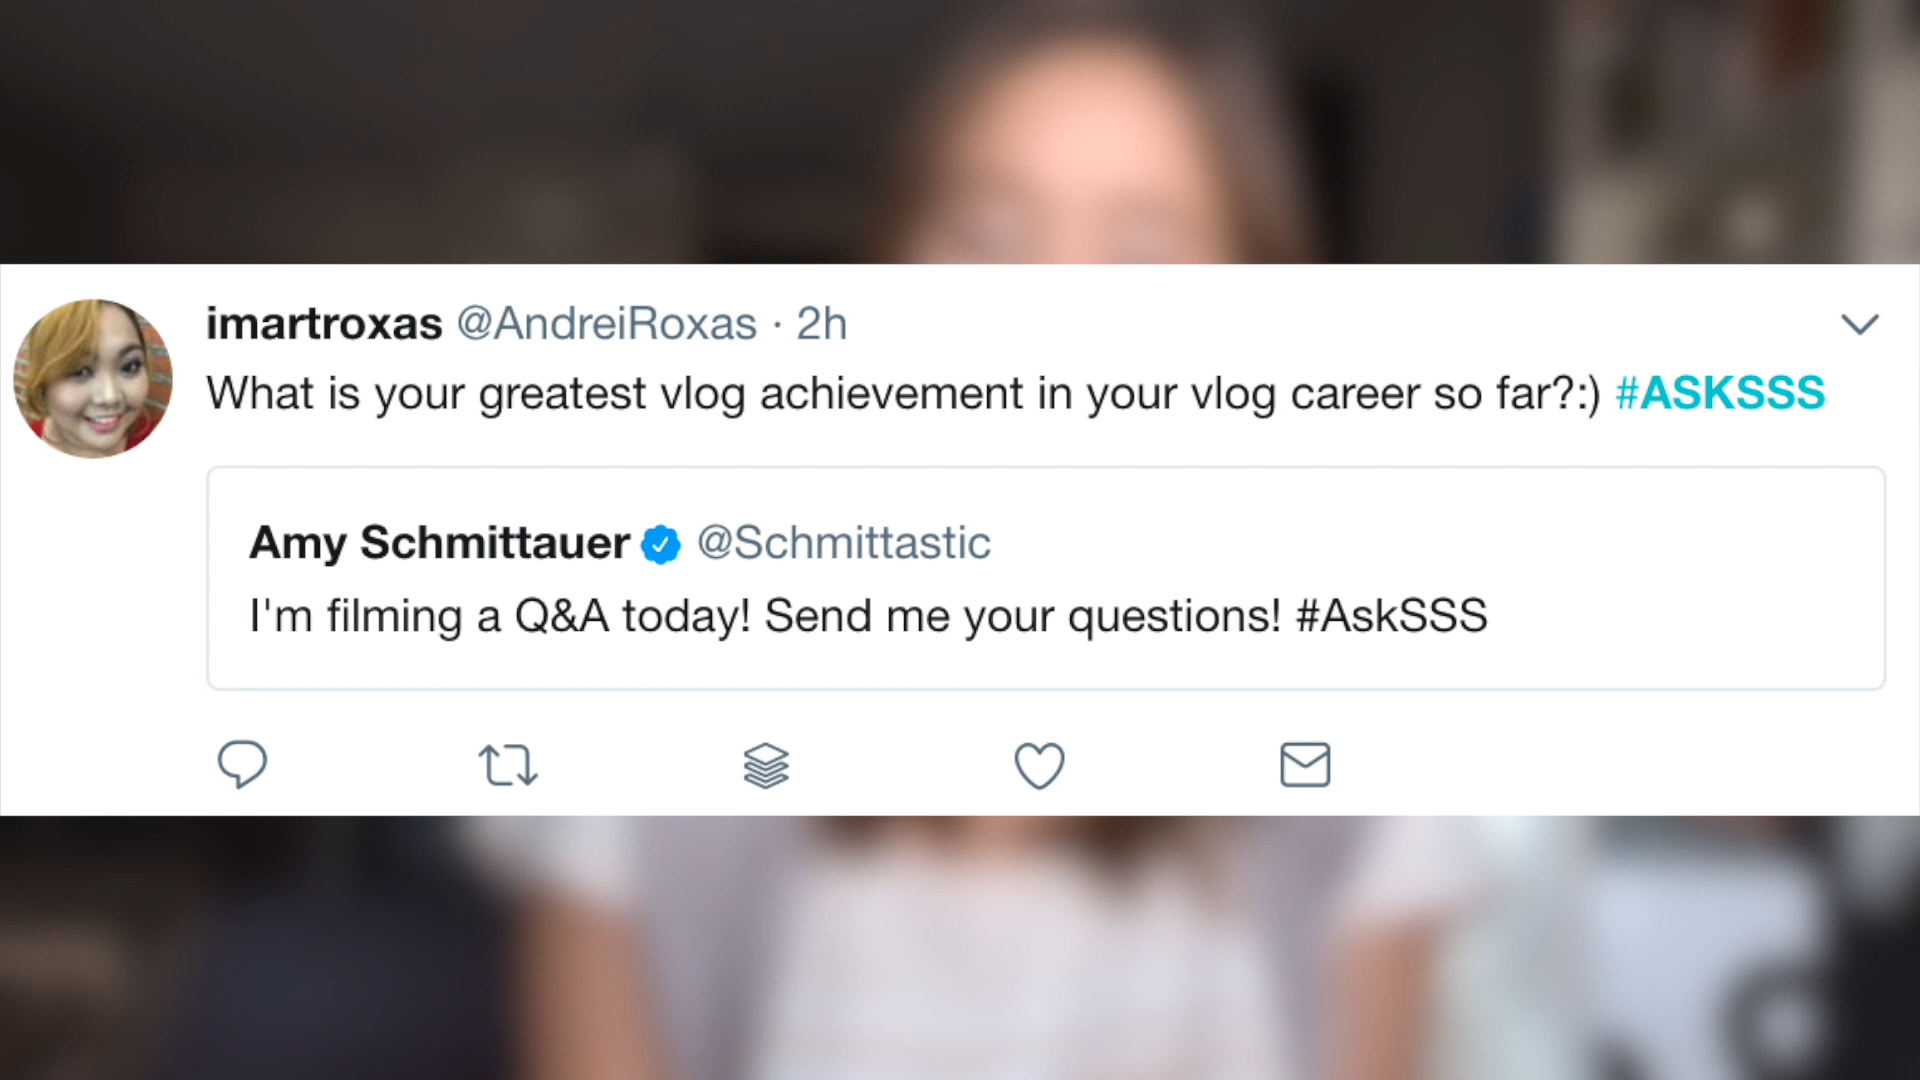 imartroxas @AndreiRoxas · 2h
What is your greatest vlog achievement in your vlog career so far?:) #ASKSSS
Amy Schmittauer @Schmittastic
I'm filming a Q&A today! Send me your questions! #AskSSS